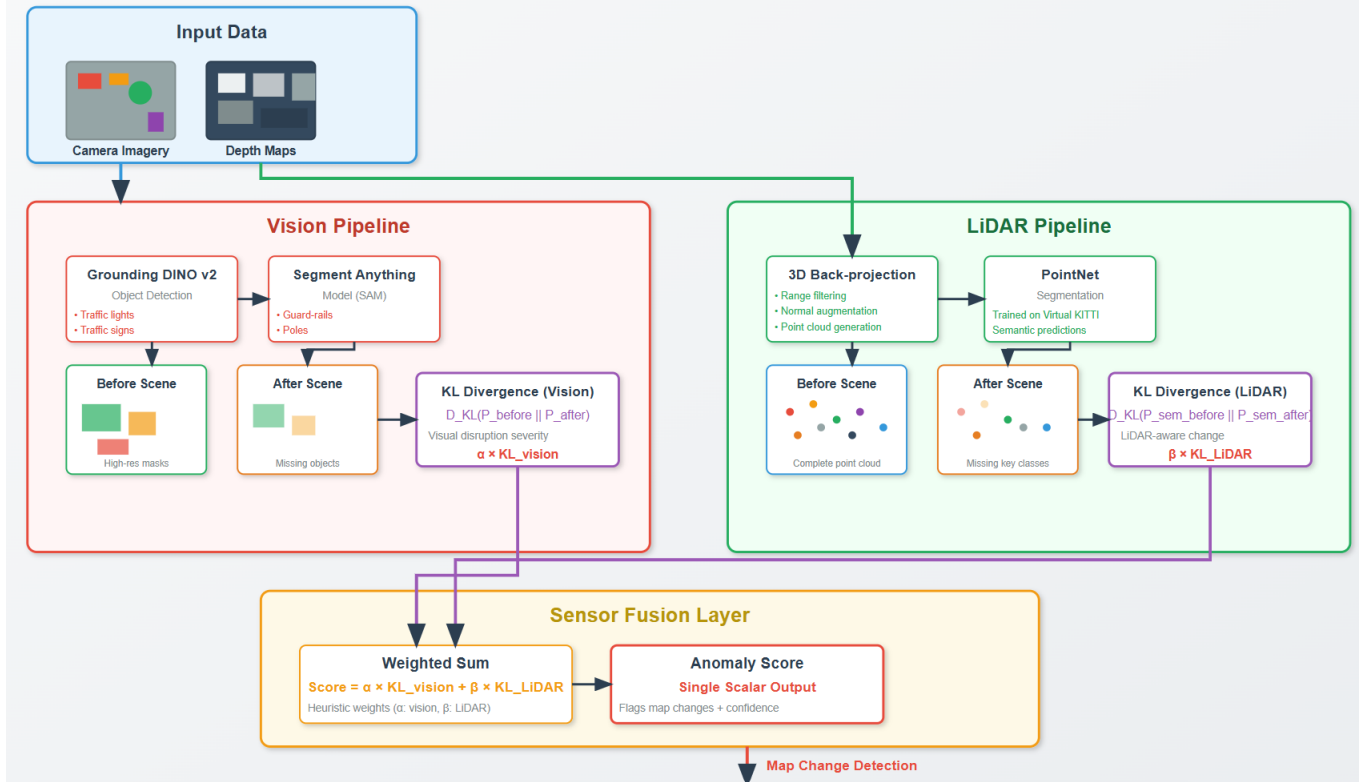 Input Data
Camera Imagery
Depth Maps
Vision Pipeline
Grounding DINO v2
Object Detection
• Traffic lights
• Traffic signs
Segment Anything
Model (SAM)
• Guard-rails
• Poles
Before Scene
High-res masks
After Scene
Missing objects
KL Divergence (Vision)
D_KL(P_before || P_after)
Visual disruption severity
α × KL_vision
LiDAR Pipeline
3D Back-projection
• Range filtering
• Normal augmentation
• Point cloud generation
PointNet
Segmentation
Trained on Virtual KITTI
Semantic predictions
Before Scene
Complete point cloud
After Scene
Missing key classes
KL Divergence (LiDAR)
D_KL(P_sem_before || P_sem_after)
LiDAR-aware change
β × KL_LiDAR
Sensor Fusion Layer
Weighted Sum
Score = α × KL_vision + β × KL_LiDAR
Heuristic weights (α: vision, β: LiDAR)
Anomaly Score
Single Scalar Output
Flags map changes + confidence
Map Change Detection